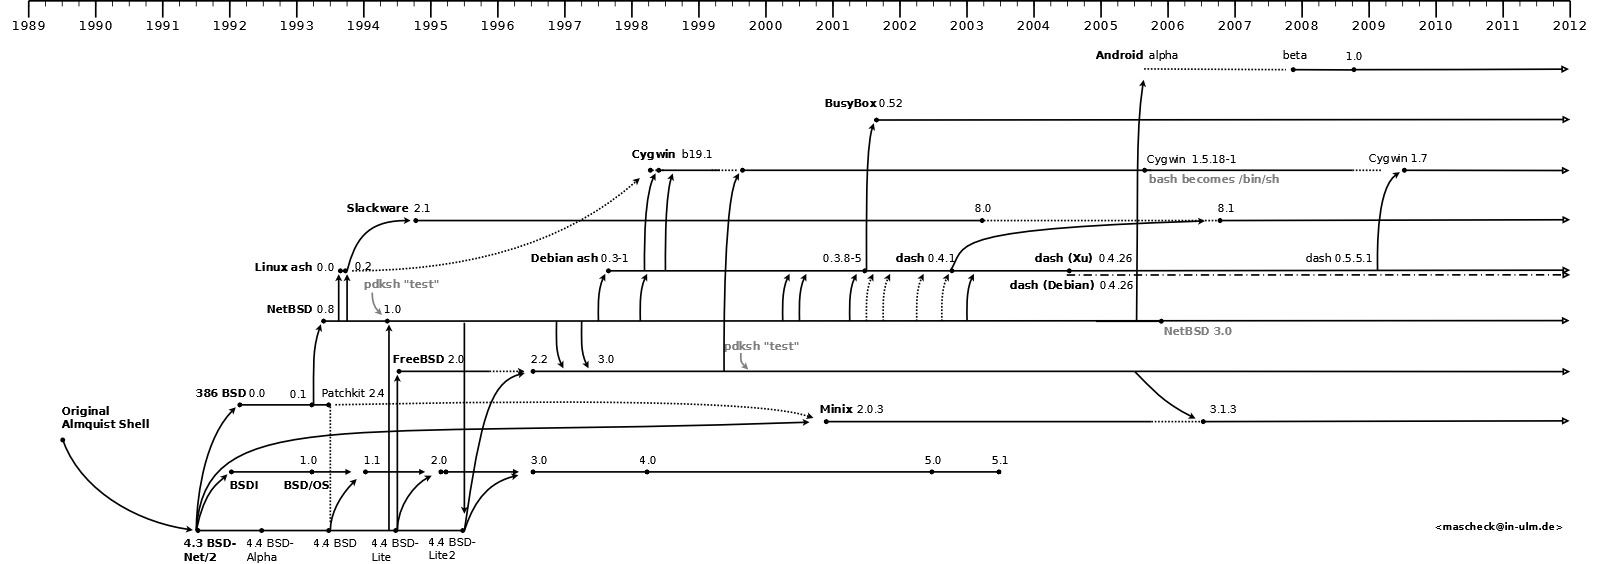 1989 1990 1991 1992 1993 1994 1995 1996 1997 1998 1999 2000 2001 2002 2003 2004 2005 2006 2007 2008 2009 2010 2011 2012
Android alpha beta 1.0
BusyBox 0.52
Cygwin b19.1 Cygwin 1.5.18-1 Cygwin 1.7
bash becomes /bin/sh
Slackware 2.1 8.0 8.1
Linux ash 0.0 0.2 Debian ash 0.3-1 0.3.8-5 dash 0.4.1 dash (Xu) 0.4.26 dash 0.5.5.1
pdksh "test" dash (Debian) 0.4.26
NetBSD 0.8 1.0
NetBSD 3.0
pdksh "test"
FreeBSD 2.0 2.2 3.0
386 BSD 0.0 0.1 Patchkit 2.4
Original
Almquist Shell
Minix 2.0.3 3.1.3
1.0 1.1 2.0 3.0 4.0 5.0 5.1
BSDI BSD/OS
<mascheck@in-ulm.de>
4.3 BSD- 4.4 BSD- 4.4 BSD 4.4 BSD- 4.4 BSD-
Net/2 Alpha Lite Lite2